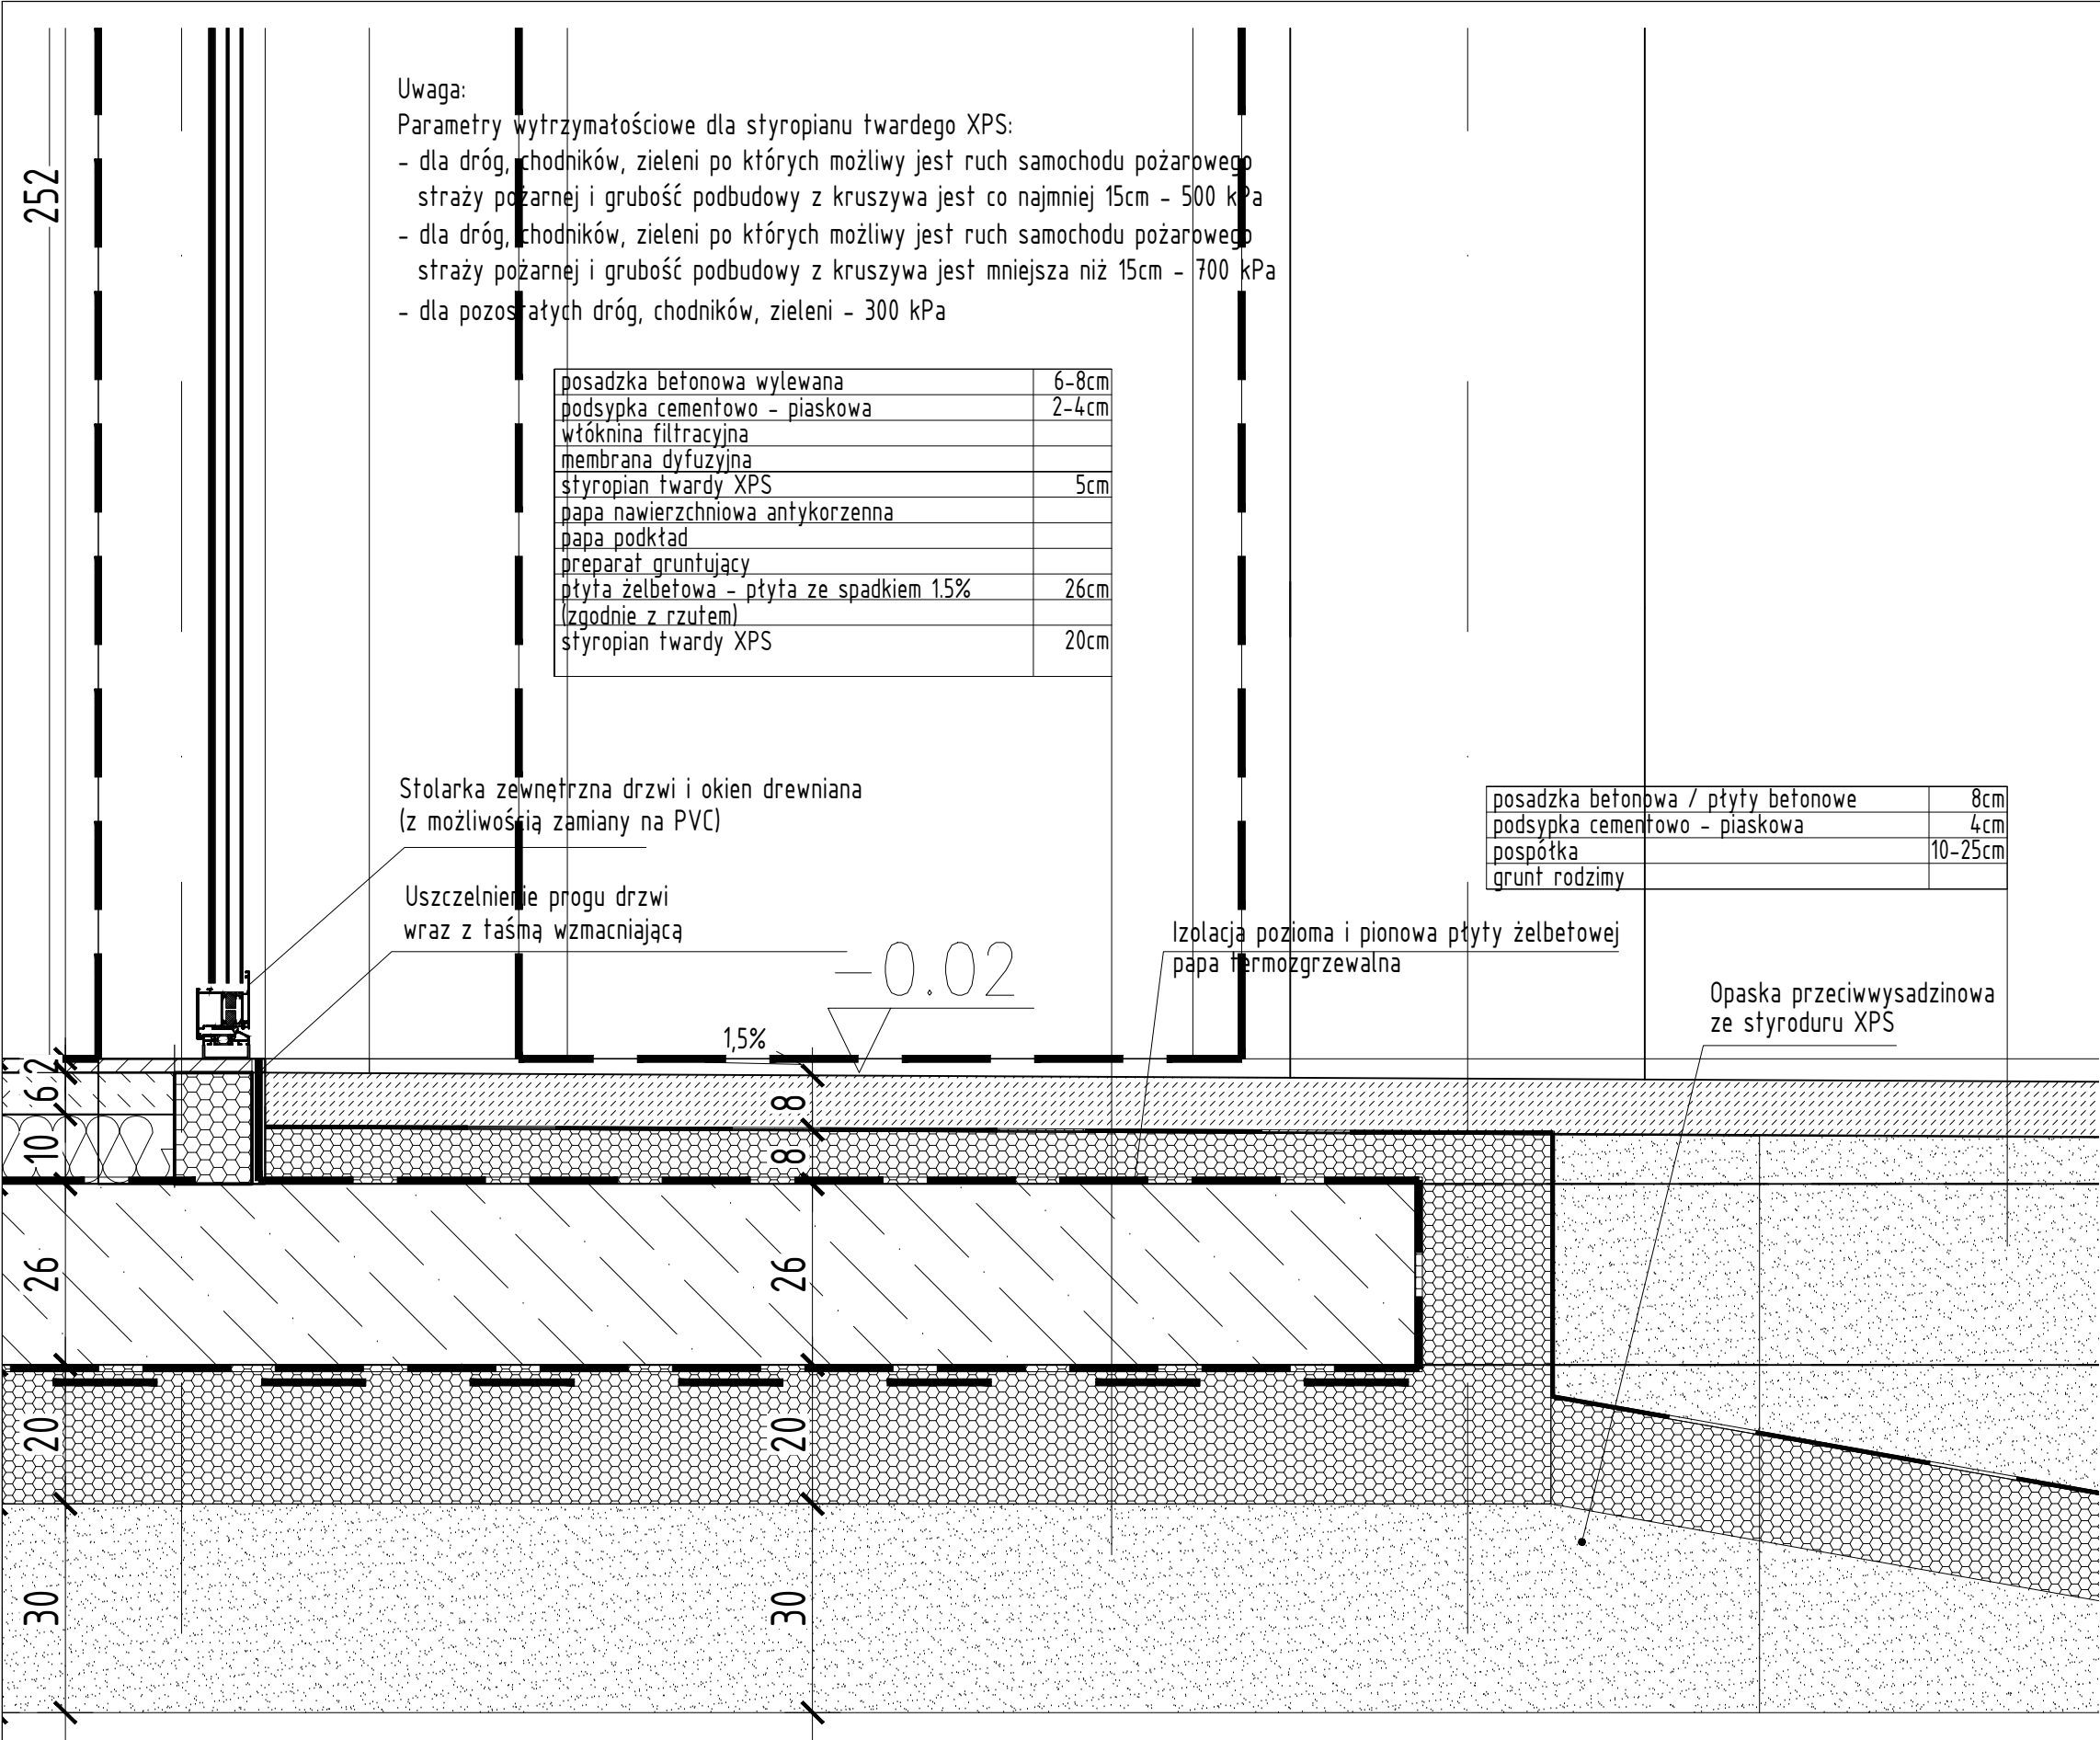 Uwaga:
Parametry wytrzymałościowe dla styropianu twardego XPS:
- dla dróg, chodników, zieleni po których możliwy jest ruch samochodu pożarowego
straży pożarnej i grubość podbudowy z kruszywa jest co najmniej 15cm - 500 kPa
- dla dróg, chodników, zieleni po których możliwy jest ruch samochodu pożarowego
straży pożarnej i grubość podbudowy z kruszywa jest mniejsza niż 15cm - 700 kPa
- dla pozostałych dróg, chodników, zieleni - 300 kPa
252
posadzka betonowa wylewana 6-8cm
podsypka cementowo - piaskowa 2-4cm
włóknina filtracyjna
membrana dyfuzyjna
styropian twardy XPS 5cm
papa nawierzchniowa antykorzenna
papa podkład
preparat gruntujący
płyta żelbetowa - płyta ze spadkiem 1.5% 26cm
(zgodnie z rzutem)
styropian twardy XPS 20cm
Stolarka zewnętrzna drzwi i okien drewniana
(z możliwością zamiany na PVC)
Uszczelnienie progu drzwi
wraz z taśmą wzmacniającą
posadzka betonowa / płyty betonowe 8cm
podsypka cementowo - piaskowa 4cm
pospółka 10-25cm
grunt rodzimy
Izolacja pozioma i pionowa płyty żelbetowej
papa termozgrzewalna
Opaska przeciwwysadzinowa
ze styroduru XPS
-0.02
1,5%
2
6
10
26
20
30
8
8
26
20
30